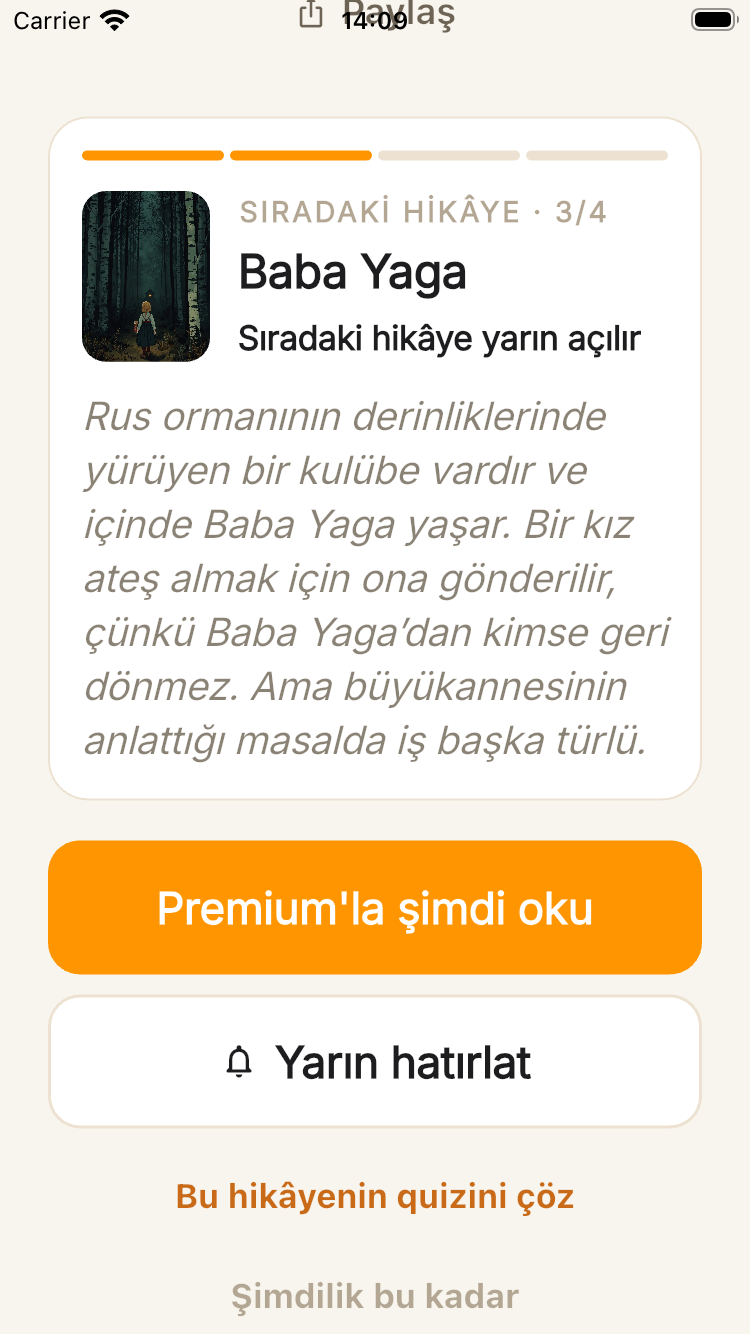 Carrier 14:09
Paylaş
SIRADAKİ HİKÂYE · 3/4
Baba Yaga
Sıradaki hikâye yarın açılır
Rus ormanının derinliklerinde
yürüyen bir kulübe vardır ve
içinde Baba Yaga yaşar. Bir kız
ateş almak için ona gönderilir,
çünkü Baba Yaga’dan kimse geri
dönmez. Ama büyükannesinin
anlattığı masalda iş başka türlü.
Premium'la şimdi oku
Yarın hatırlat
Bu hikâyenin quizini çöz
Şimdilik bu kadar